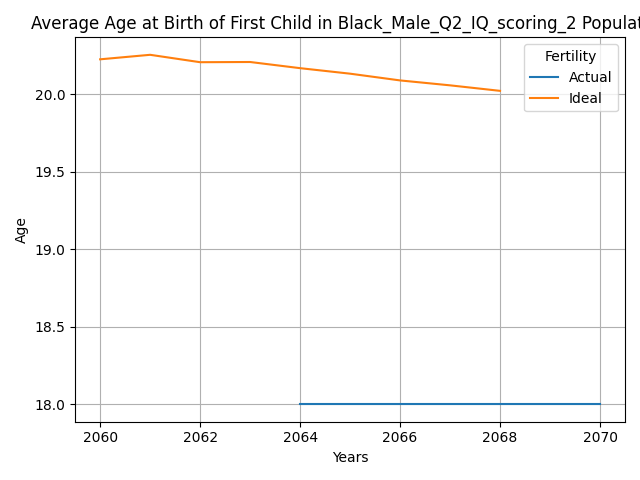 Average Age at Birth of First Child in Black_Male_Q2_IQ_scoring_2 Populat
Fertility
Actual
Ideal
20.0
19.5
19.0
18.5
18.0
Age
2060 2062 2064 2066 2068 2070
Years